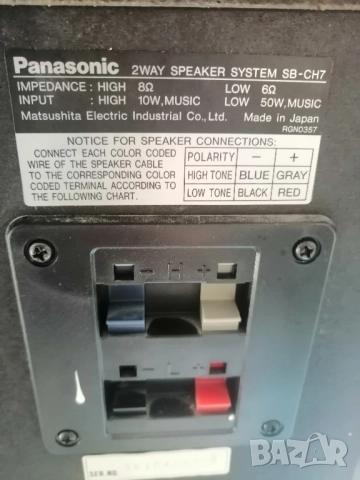 Panasonic 2WAY SPEAKER SYSTEM SB-CH7
IMPEDANCE : HIGH 8Ω LOW 6Ω
INPUT : HIGH 10W,MUSIC LOW 50W,MUSIC
Matsushita Electric Industrial Co., Ltd. Made in Japan
RGN0357
NOTICE FOR SPEAKER CONNECTIONS:
CONNECT EACH COLOR CODED
WIRE OF THE SPEAKER CABLE
TO THE CORRESPONDING COLOR
CODED TERMINAL ACCORDING TO
THE FOLLOWING CHART.
POLARITY − +
HIGH TONE BLUE GRAY
LOW TONE BLACK RED
− H +
− L +
SER NO.
bazar.bg